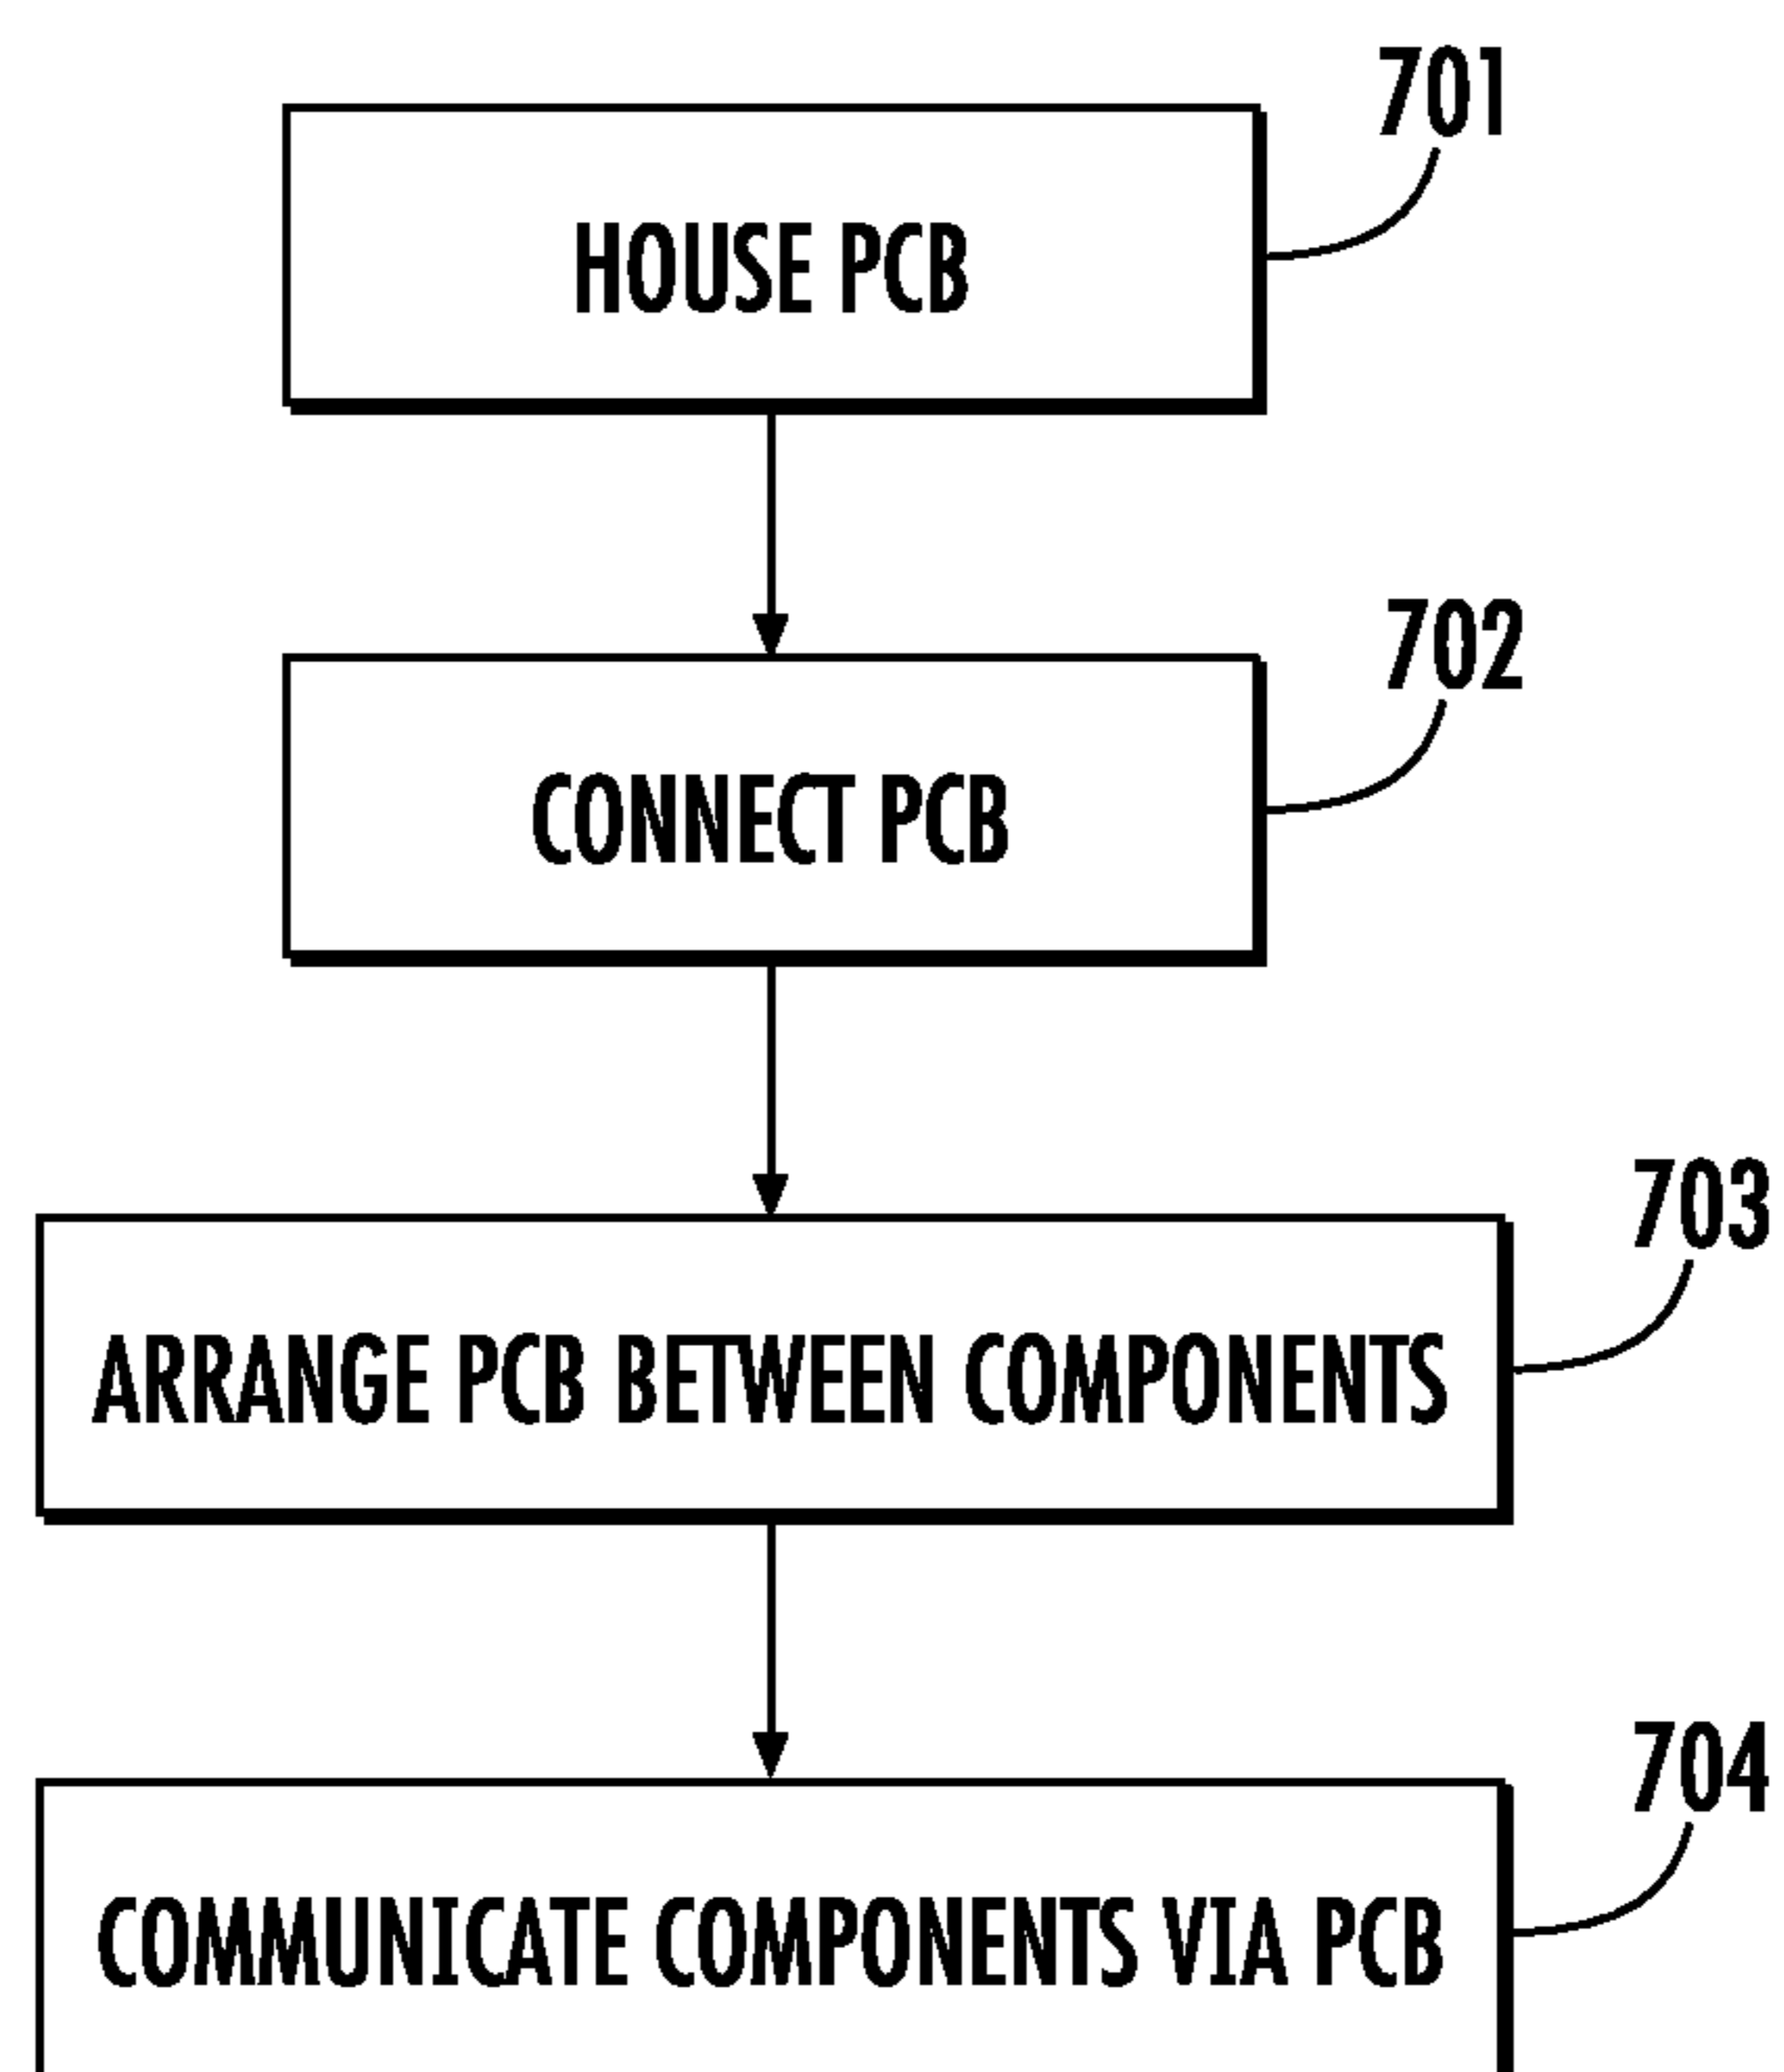 701
HOUSE PCB
702
CONNECT PCB
703
ARRANGE PCB BETWEEN COMPONENTS
704
COMMUNICATE COMPONENTS VIA PCB